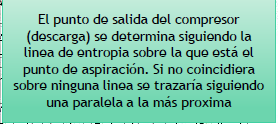 El punto de salida del compresor
(descarga) se determina siguiendo la
linea de entropia sobre la que está el
punto de aspiración. Si no coincidiera
sobre ninguna linea se trazaría siguiendo
una paralela a la más proxima